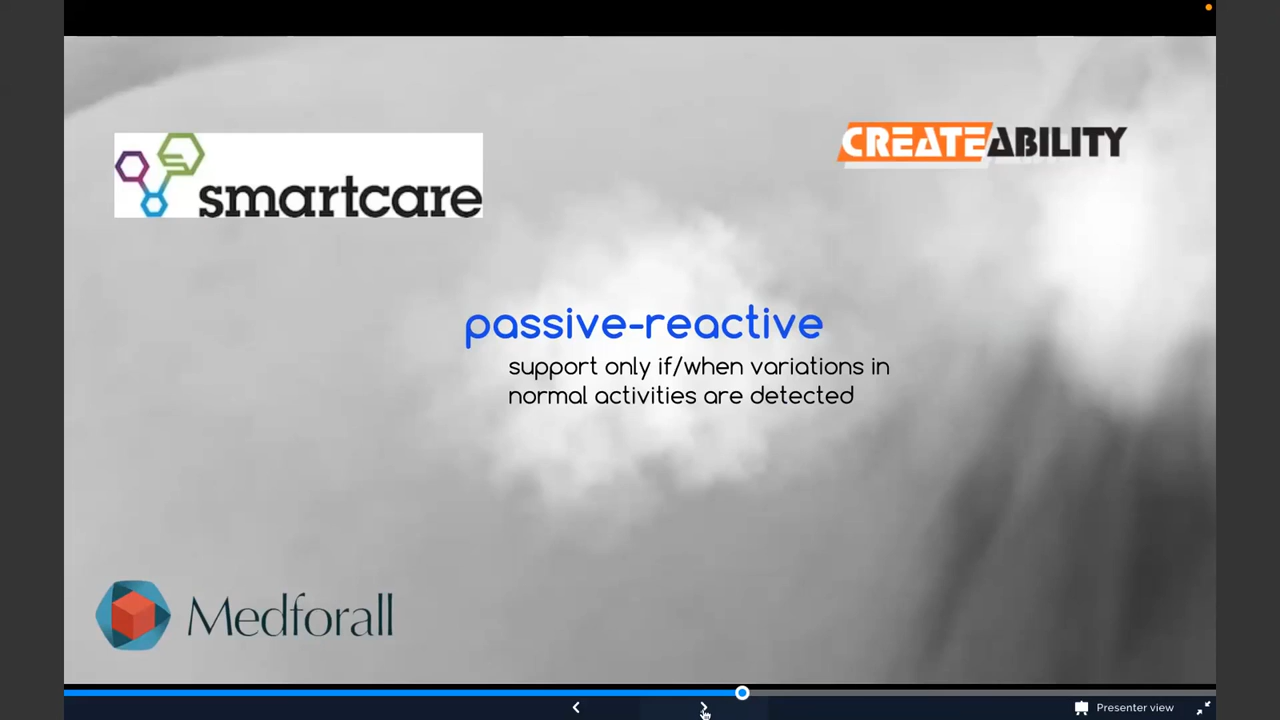 smartcare
CREATEABILITY
passive-reactive
support only if/when variations in
normal activities are detected
Medforall
Presenter view